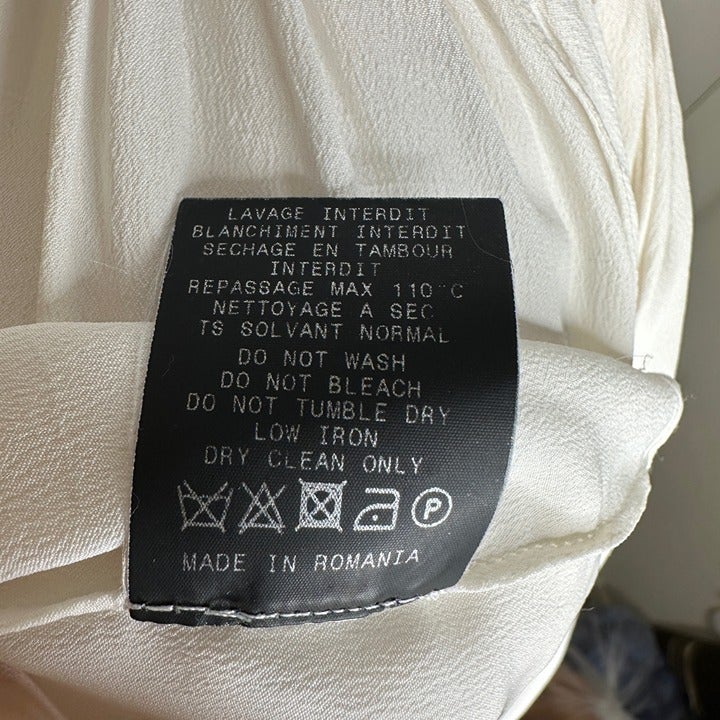 LAVAGE INTERDIT
BLANCHIMENT INTERDIT
SECHAGE EN TAMBOUR
INTERDIT
REPASSAGE MAX 110°C
NETTOYAGE A SEC
TS SOLVANT NORMAL
DO NOT WASH
DO NOT BLEACH
DO NOT TUMBLE DRY
LOW IRON
DRY CLEAN ONLY
P
MADE IN ROMANIA